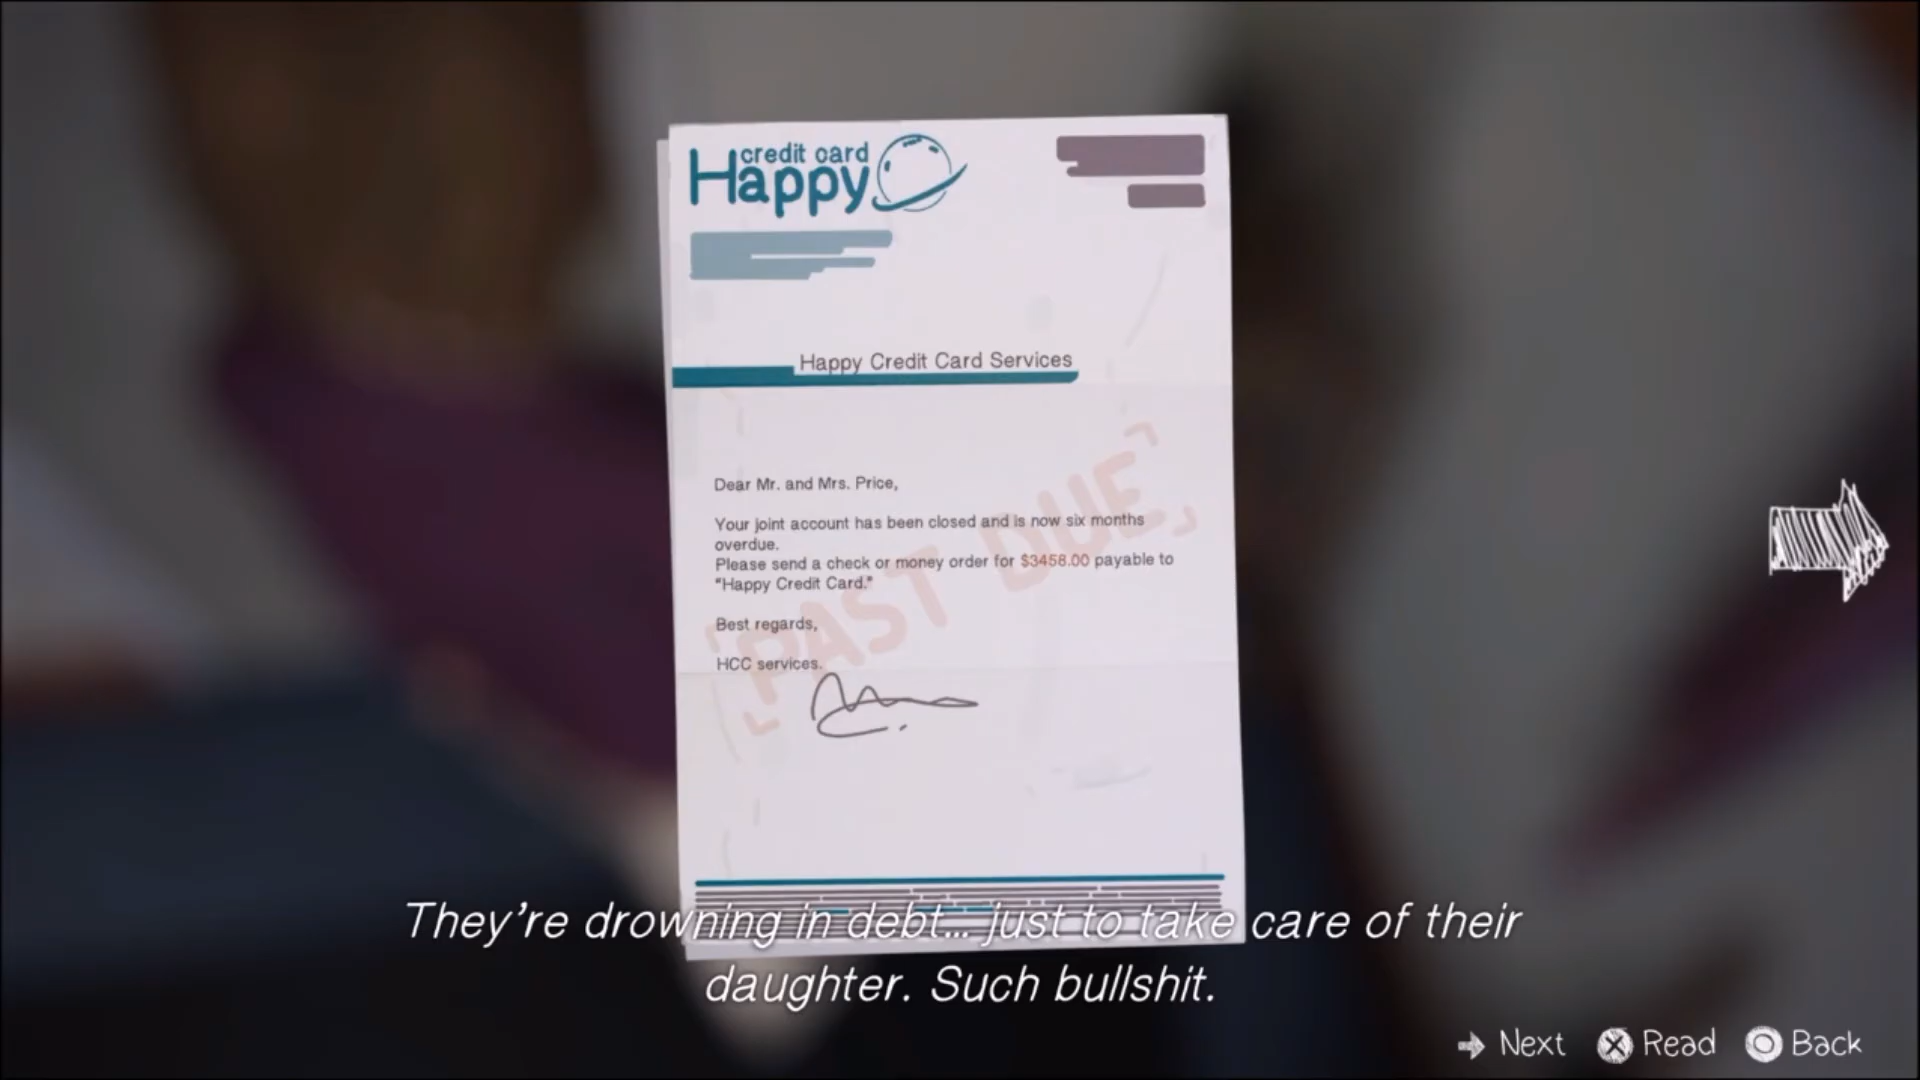 credit card
Happy
Happy Credit Card Services
Dear Mr. and Mrs. Price,
Your joint account has been closed and is now six months
overdue.
Please send a check or money order for $3458.00 payable to
"Happy Credit Card."
PAST DUE
Best regards,
HCC services.
They're drowning in debt... just to take care of their
daughter. Such bullshit.
Next Read Back